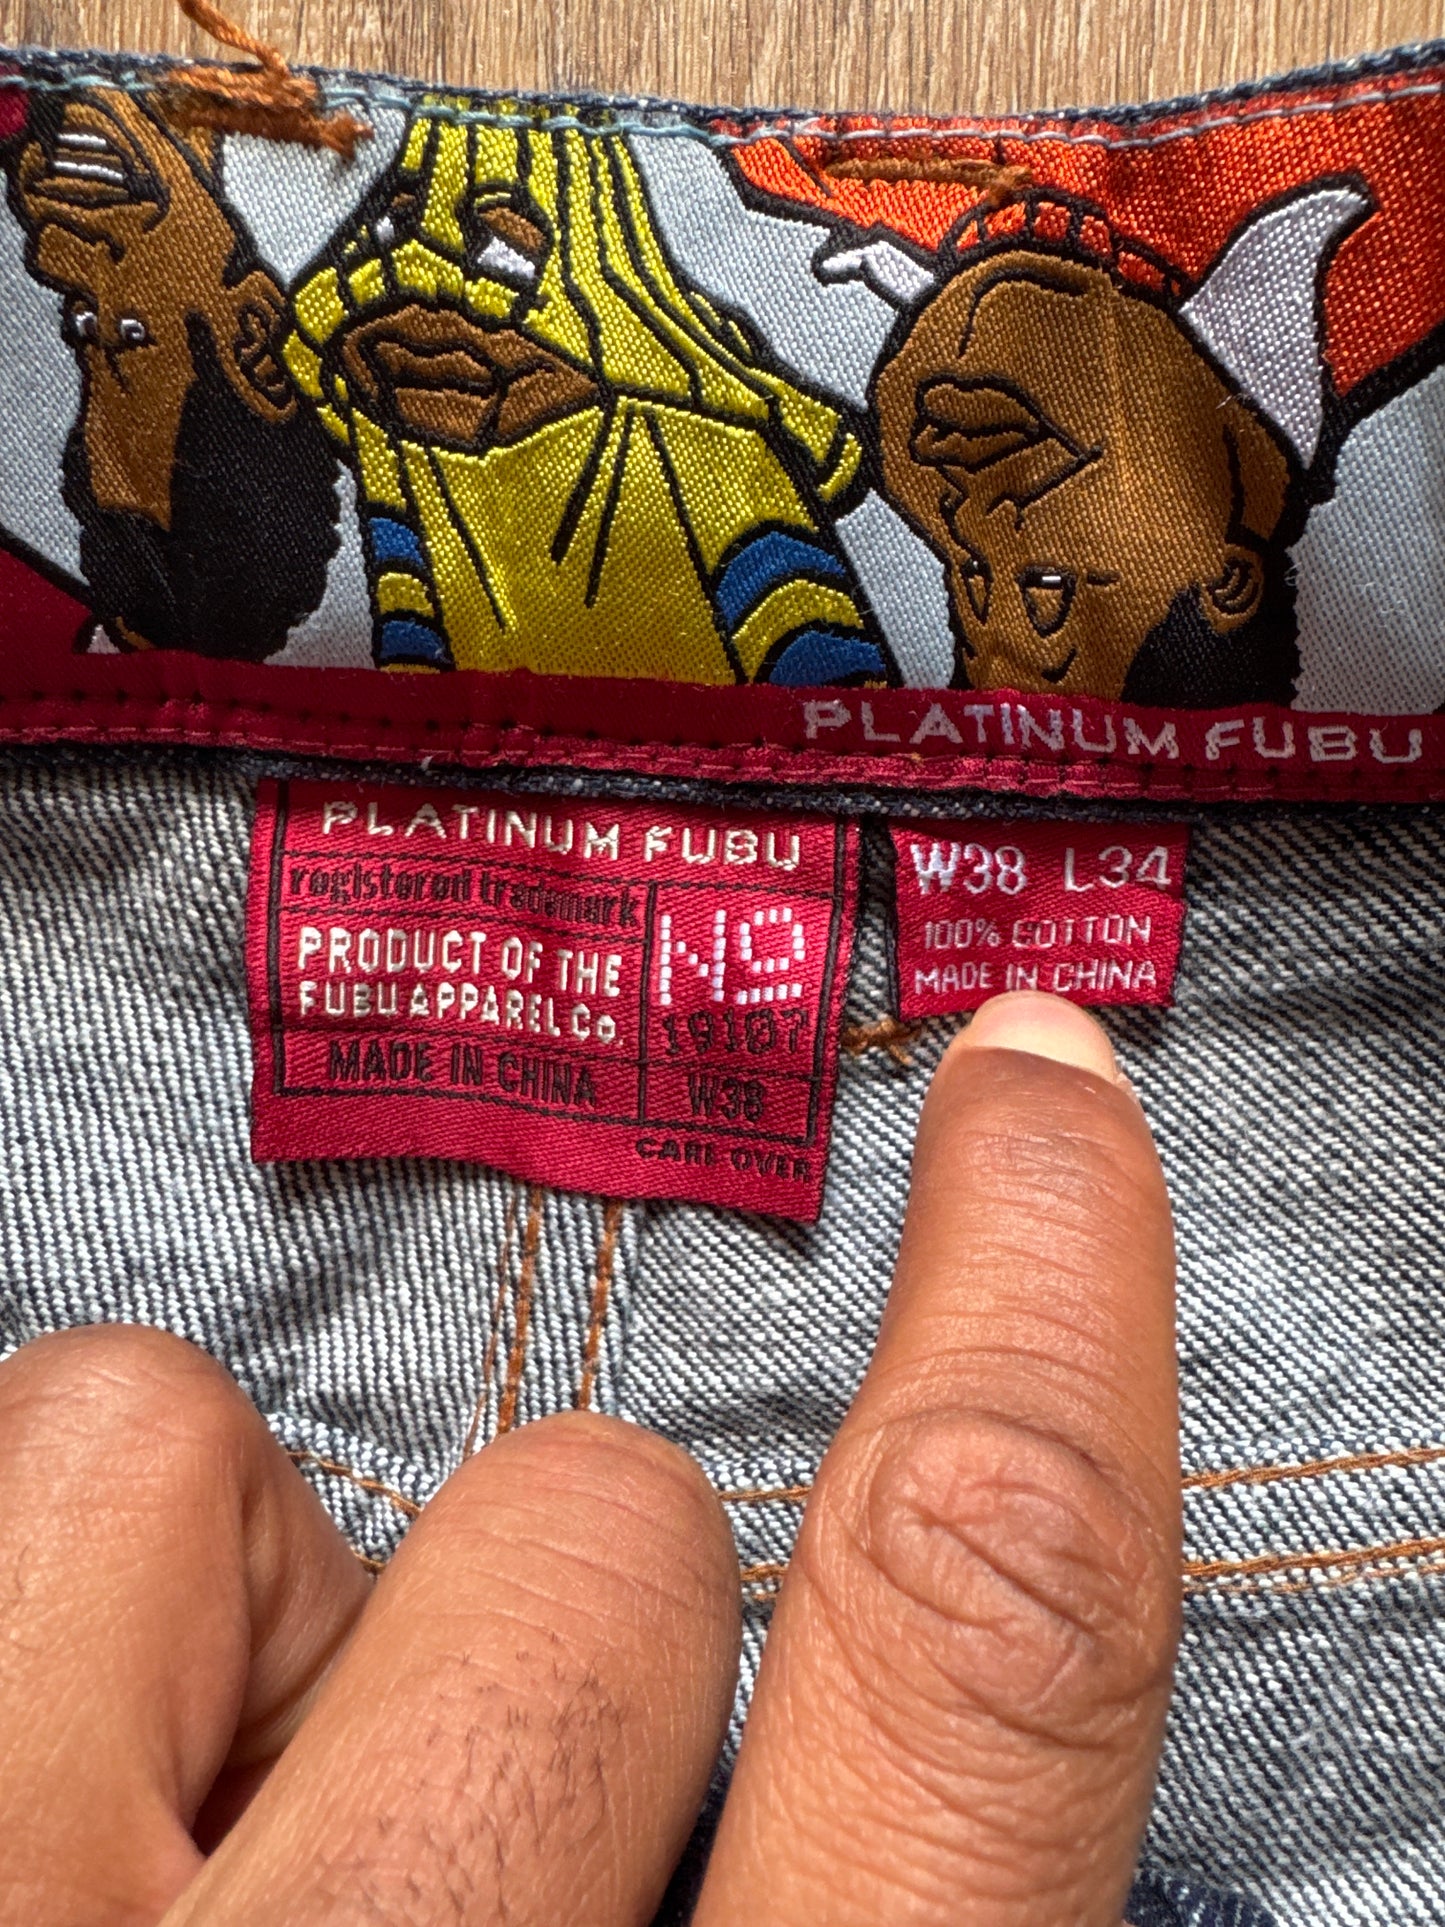 PLATINUM FUBU
PLATINUM FUBU
registered trademark
PRODUCT OF THE
FUBU APPAREL Co.
MADE IN CHINA
No
19107
W38
CARE OVER
W38 L34
100% COTTON
MADE IN CHINA